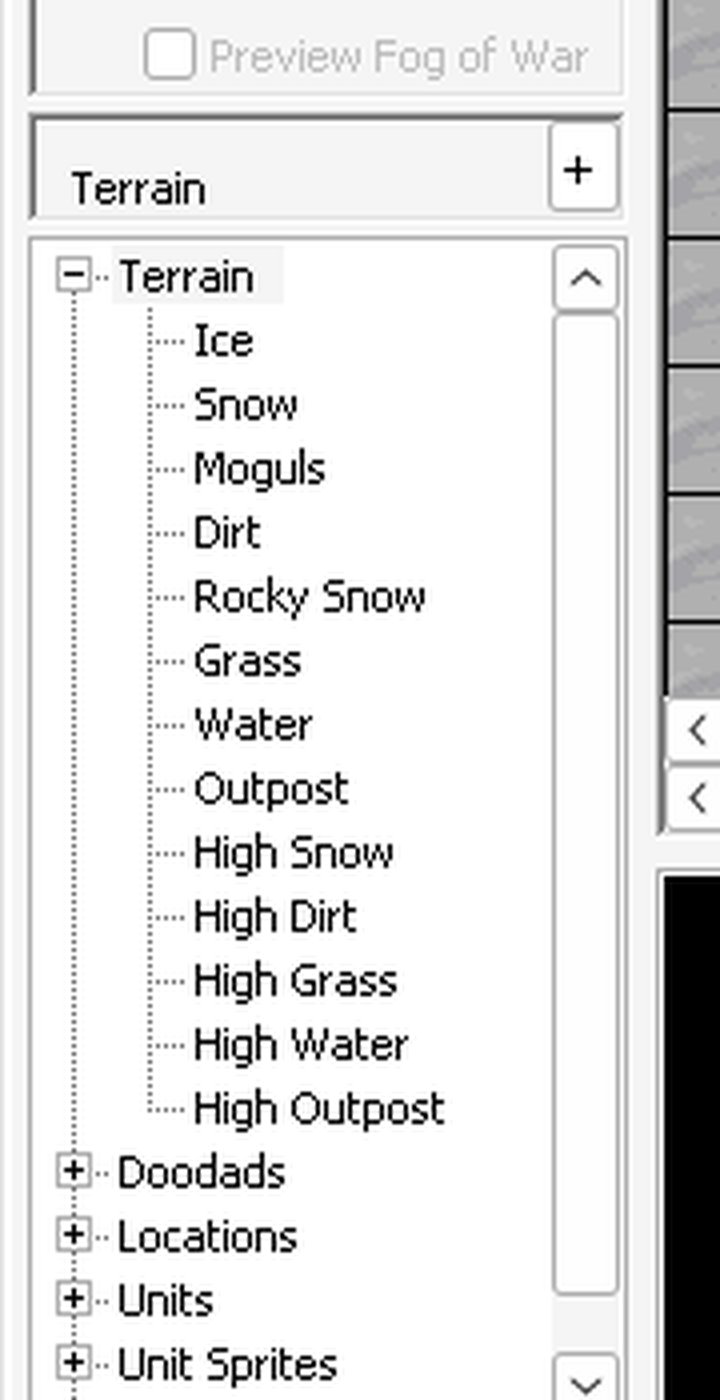 Preview Fog of War
Terrain
+
Terrain
Ice
Snow
Moguls
Dirt
Rocky Snow
Grass
Water
Outpost
High Snow
High Dirt
High Grass
High Water
High Outpost
Doodads
Locations
Units
Unit Sprites